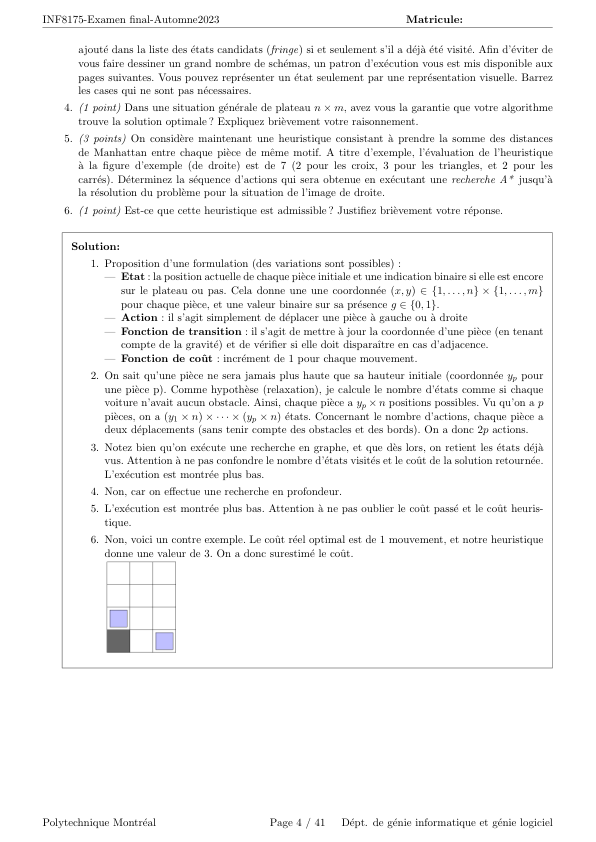 INF8175-Examen final-Automne2023 Matricule:
ajouté dans la liste des états candidats (fringe) si et seulement s'il a déjà été visité. Afin d'éviter de
vous faire dessiner un grand nombre de schémas, un patron d'exécution vous est mis disponible aux
pages suivantes. Vous pouvez représenter un état seulement par une représentation visuelle. Barrez
les cases qui ne sont pas nécessaires.
4. (1 point) Dans une situation générale de plateau n × m, avez vous la garantie que votre algorithme
trouve la solution optimale ? Expliquez brièvement votre raisonnement.
5. (3 points) On considère maintenant une heuristique consistant à prendre la somme des distances
de Manhattan entre chaque pièce de même motif. A titre d'exemple, l'évaluation de l'heuristique
à la figure d'exemple (de droite) est de 7 (2 pour les croix, 3 pour les triangles, et 2 pour les
carrés). Déterminez la séquence d'actions qui sera obtenue en exécutant une recherche A* jusqu'à
la résolution du problème pour la situation de l'image de droite.
6. (1 point) Est-ce que cette heuristique est admissible ? Justifiez brièvement votre réponse.
Solution:
1. Proposition d'une formulation (des variations sont possibles) :
— Etat : la position actuelle de chaque pièce initiale et une indication binaire si elle est encore
sur le plateau ou pas. Cela donne une une coordonnée (x, y) ∈ {1, . . . , n} × {1, . . . , m}
pour chaque pièce, et une valeur binaire sur sa présence g ∈ {0, 1}.
— Action : il s'agit simplement de déplacer une pièce à gauche ou à droite
— Fonction de transition : il s'agit de mettre à jour la coordonnée d'une pièce (en tenant
compte de la gravité) et de vérifier si elle doit disparaître en cas d'adjacence.
— Fonction de coût : incrément de 1 pour chaque mouvement.
2. On sait qu'une pièce ne sera jamais plus haute que sa hauteur initiale (coordonnée yp pour
une pièce p). Comme hypothèse (relaxation), je calcule le nombre d'états comme si chaque
voiture n'avait aucun obstacle. Ainsi, chaque pièce a yp × n positions possibles. Vu qu'on a p
pièces, on a (y1 × n) × · · · × (yp × n) états. Concernant le nombre d'actions, chaque pièce a
deux déplacements (sans tenir compte des obstacles et des bords). On a donc 2p actions.
3. Notez bien qu'on exécute une recherche en graphe, et que dès lors, on retient les états déjà
vus. Attention à ne pas confondre le nombre d'états visités et le coût de la solution retournée.
L'exécution est montrée plus bas.
4. Non, car on effectue une recherche en profondeur.
5. L'exécution est montrée plus bas. Attention à ne pas oublier le coût passé et le coût heuris-
tique.
6. Non, voici un contre exemple. Le coût réel optimal est de 1 mouvement, et notre heuristique
donne une valeur de 3. On a donc surestimé le coût.
Polytechnique Montréal Page 4 / 41 Dépt. de génie informatique et génie logiciel